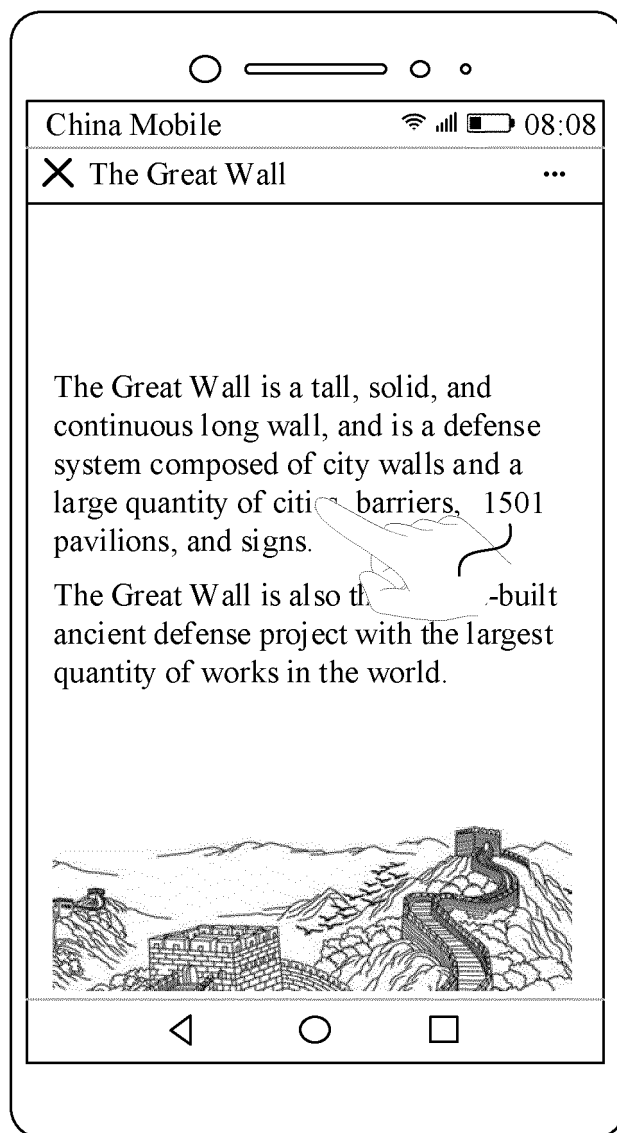 China Mobile 08:08
The Great Wall ...
The Great Wall is a tall, solid, and
continuous long wall, and is a defense
system composed of city walls and a
large quantity of barriers, 1501
pavilions, and signs.
The Great Wall is also -built
ancient defense project with the largest
quantity of works in the world.